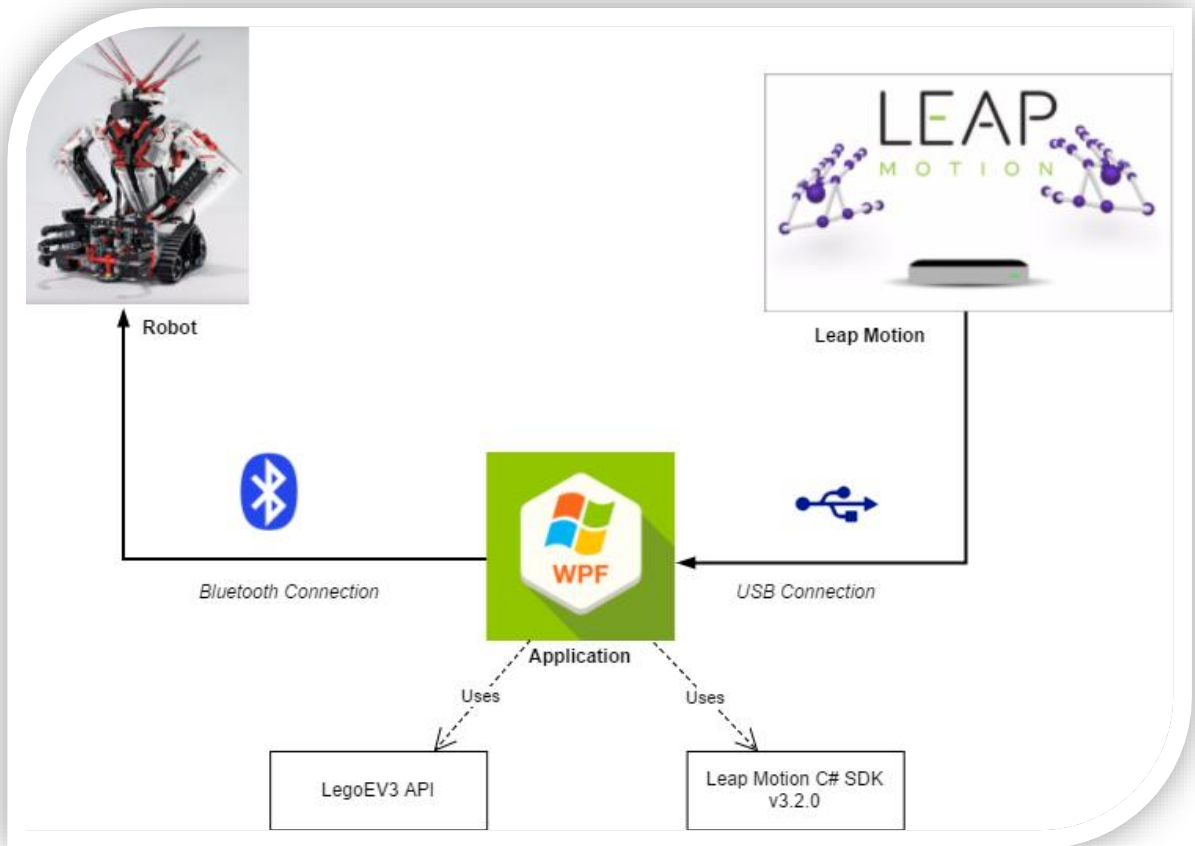 LEAP
MOTION
Robot
Leap Motion
WPF
Bluetooth Connection
USB Connection
Application
Uses
Uses
LegoEV3 API
Leap Motion C# SDK
v3.2.0